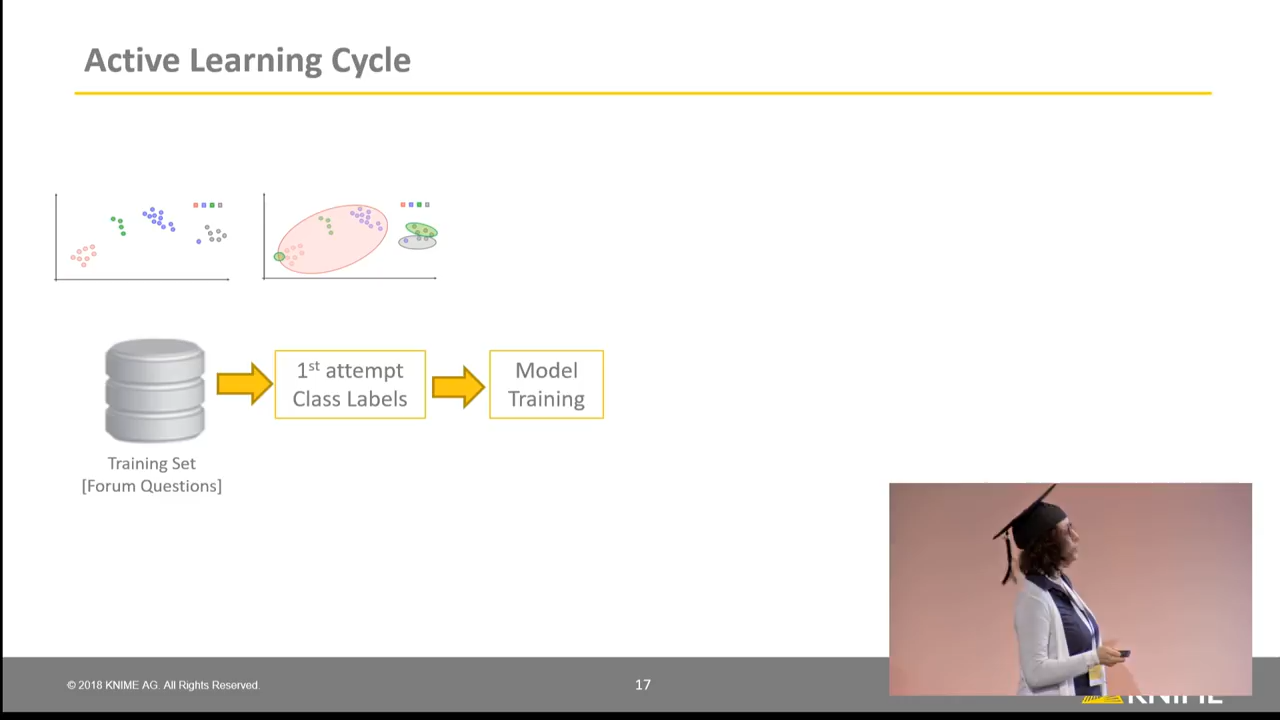 Active Learning Cycle
1st attempt
Class Labels
Model
Training
Training Set
[Forum Questions]
© 2018 KNIME AG. All Rights Reserved.
17
KNIME